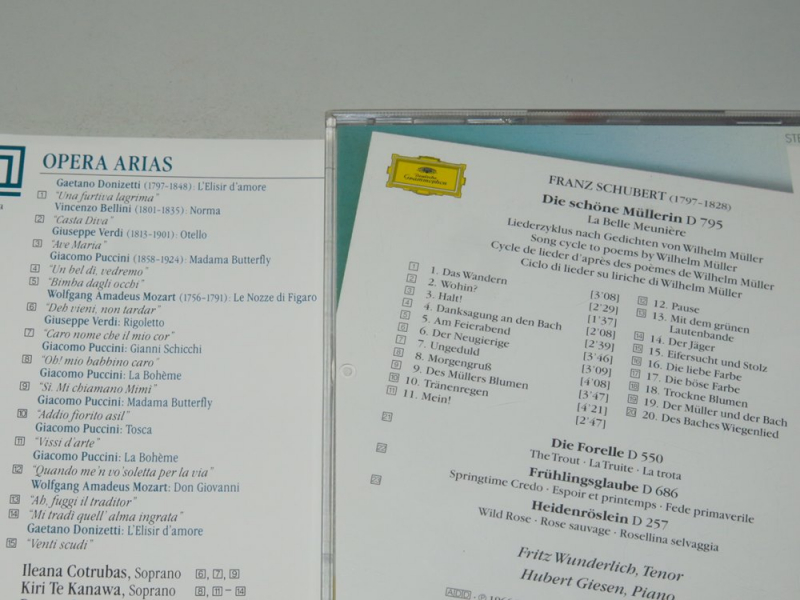 OPERA ARIAS
Gaetano Donizetti (1797-1848): L'Elisir d'amore
1 "Una furtiva lagrima"
Vincenzo Bellini (1801-1835): Norma
2 "Casta Diva"
Giuseppe Verdi (1813-1901): Otello
3 "Ave Maria"
Giacomo Puccini (1858-1924): Madama Butterfly
4 "Un bel dì, vedremo"
5 "Bimba dagli occhi"
Wolfgang Amadeus Mozart (1756-1791): Le Nozze di Figaro
6 "Deh vieni, non tardar"
Giuseppe Verdi: Rigoletto
7 "Caro nome che il mio cor"
Giacomo Puccini: Gianni Schicchi
8 "Oh! mio babbino caro"
Giacomo Puccini: La Bohème
9 "Si. Mi chiamano Mimi"
Giacomo Puccini: Madama Butterfly
10 "Addio fiorito asil"
Giacomo Puccini: Tosca
11 "Vissi d'arte"
Giacomo Puccini: La Bohème
12 "Quando me'n vo'soletta per la via"
Wolfgang Amadeus Mozart: Don Giovanni
13 "Ah, fuggi il traditor"
14 "Mi tradì quell' alma ingrata"
Gaetano Donizetti: L'Elisir d'amore
15 "Venti scudi"
Ileana Cotrubas, Soprano 6, 7, 9
Kiri Te Kanawa, Soprano 8, 11 - 14
STE
Deutsche
Grammophon
FRANZ SCHUBERT (1797-1828)
Die schöne Müllerin D 795
La Belle Meunière
Liederzyklus nach Gedichten von Wilhelm Müller
Song cycle to poems by Wilhelm Müller
Cycle de lieder d'après des poèmes de Wilhelm Müller
Ciclo di lieder su liriche di Wilhelm Müller
1 1. Das Wandern [3'08]
2 2. Wohin? [2'29]
3 3. Halt! [1'37]
4 4. Danksagung an den Bach [2'08]
5 5. Am Feierabend [2'39]
6 6. Der Neugierige [3'46]
7 7. Ungeduld [3'09]
8 8. Morgengruß [4'08]
9 9. Des Müllers Blumen [3'47]
10 10. Tränenregen [4'21]
11 11. Mein! [2'47]
12 12. Pause
13 13. Mit dem grünen
Lautenbande
14 14. Der Jäger
15 15. Eifersucht und Stolz
16 16. Die liebe Farbe
17 17. Die böse Farbe
18 18. Trockne Blumen
19 19. Der Müller und der Bach
20 20. Des Baches Wiegenlied
21 Die Forelle D 550
The Trout · La Truite · La trota
22 Frühlingsglaube D 686
Springtime Credo · Espoir et printemps · Fede primaverile
23 Heidenröslein D 257
Wild Rose · Rose sauvage · Rosellina selvaggia
Fritz Wunderlich, Tenor
Hubert Giesen, Piano
ADD